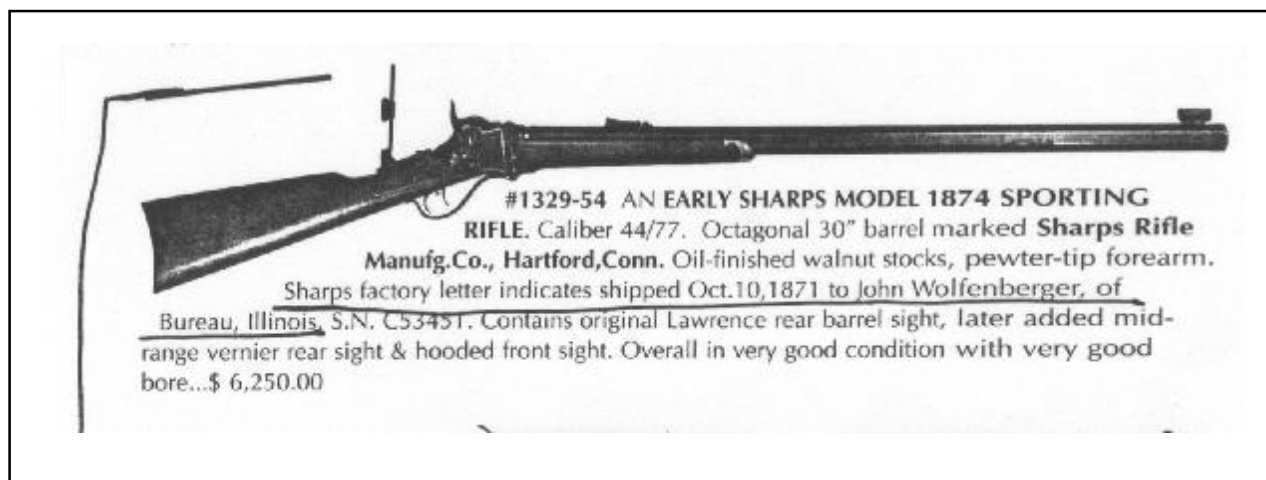 #1329-54 AN EARLY SHARPS MODEL 1874 SPORTING
RIFLE. Caliber 44/77. Octagonal 30" barrel marked Sharps Rifle
Manufg.Co., Hartford,Conn. Oil-finished walnut stocks, pewter-tip forearm.
Sharps factory letter indicates shipped Oct.10,1871 to John Wolfenberger, of
Bureau, Illinois, S.N. C53451. Contains original Lawrence rear barrel sight, later added mid-
range vernier rear sight & hooded front sight. Overall in very good condition with very good
bore...$ 6,250.00